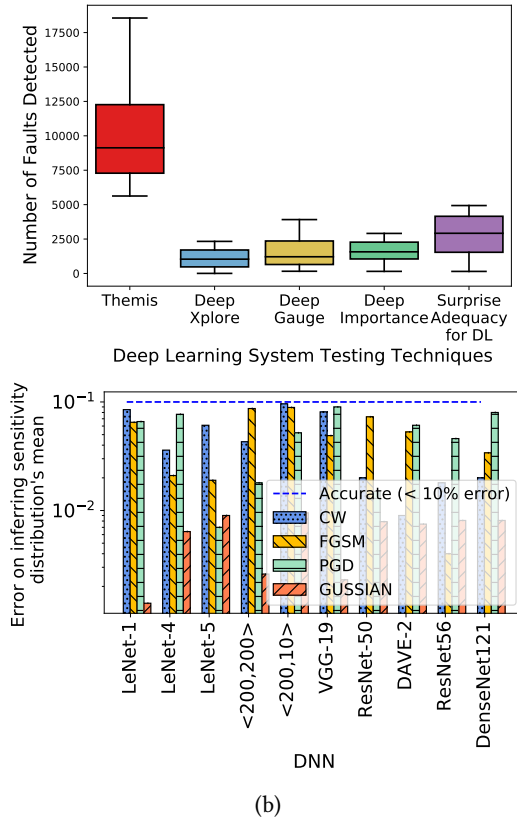 Number of Faults Detected
17500
15000
12500
10000
7500
5000
2500
0
Themis
Deep
Xplore
Deep
Gauge
Deep
Importance
Surprise
Adequacy
for DL
Deep Learning System Testing Techniques
Error on inferring sensitivity
distribution's mean
10⁻¹
10⁻²
Accurate (< 10% error)
CW
FGSM
PGD
GUSSIAN
LeNet-1
LeNet-4
LeNet-5
<200,200>
<200,10>
VGG-19
ResNet-50
DAVE-2
ResNet56
DenseNet121
DNN
(b)